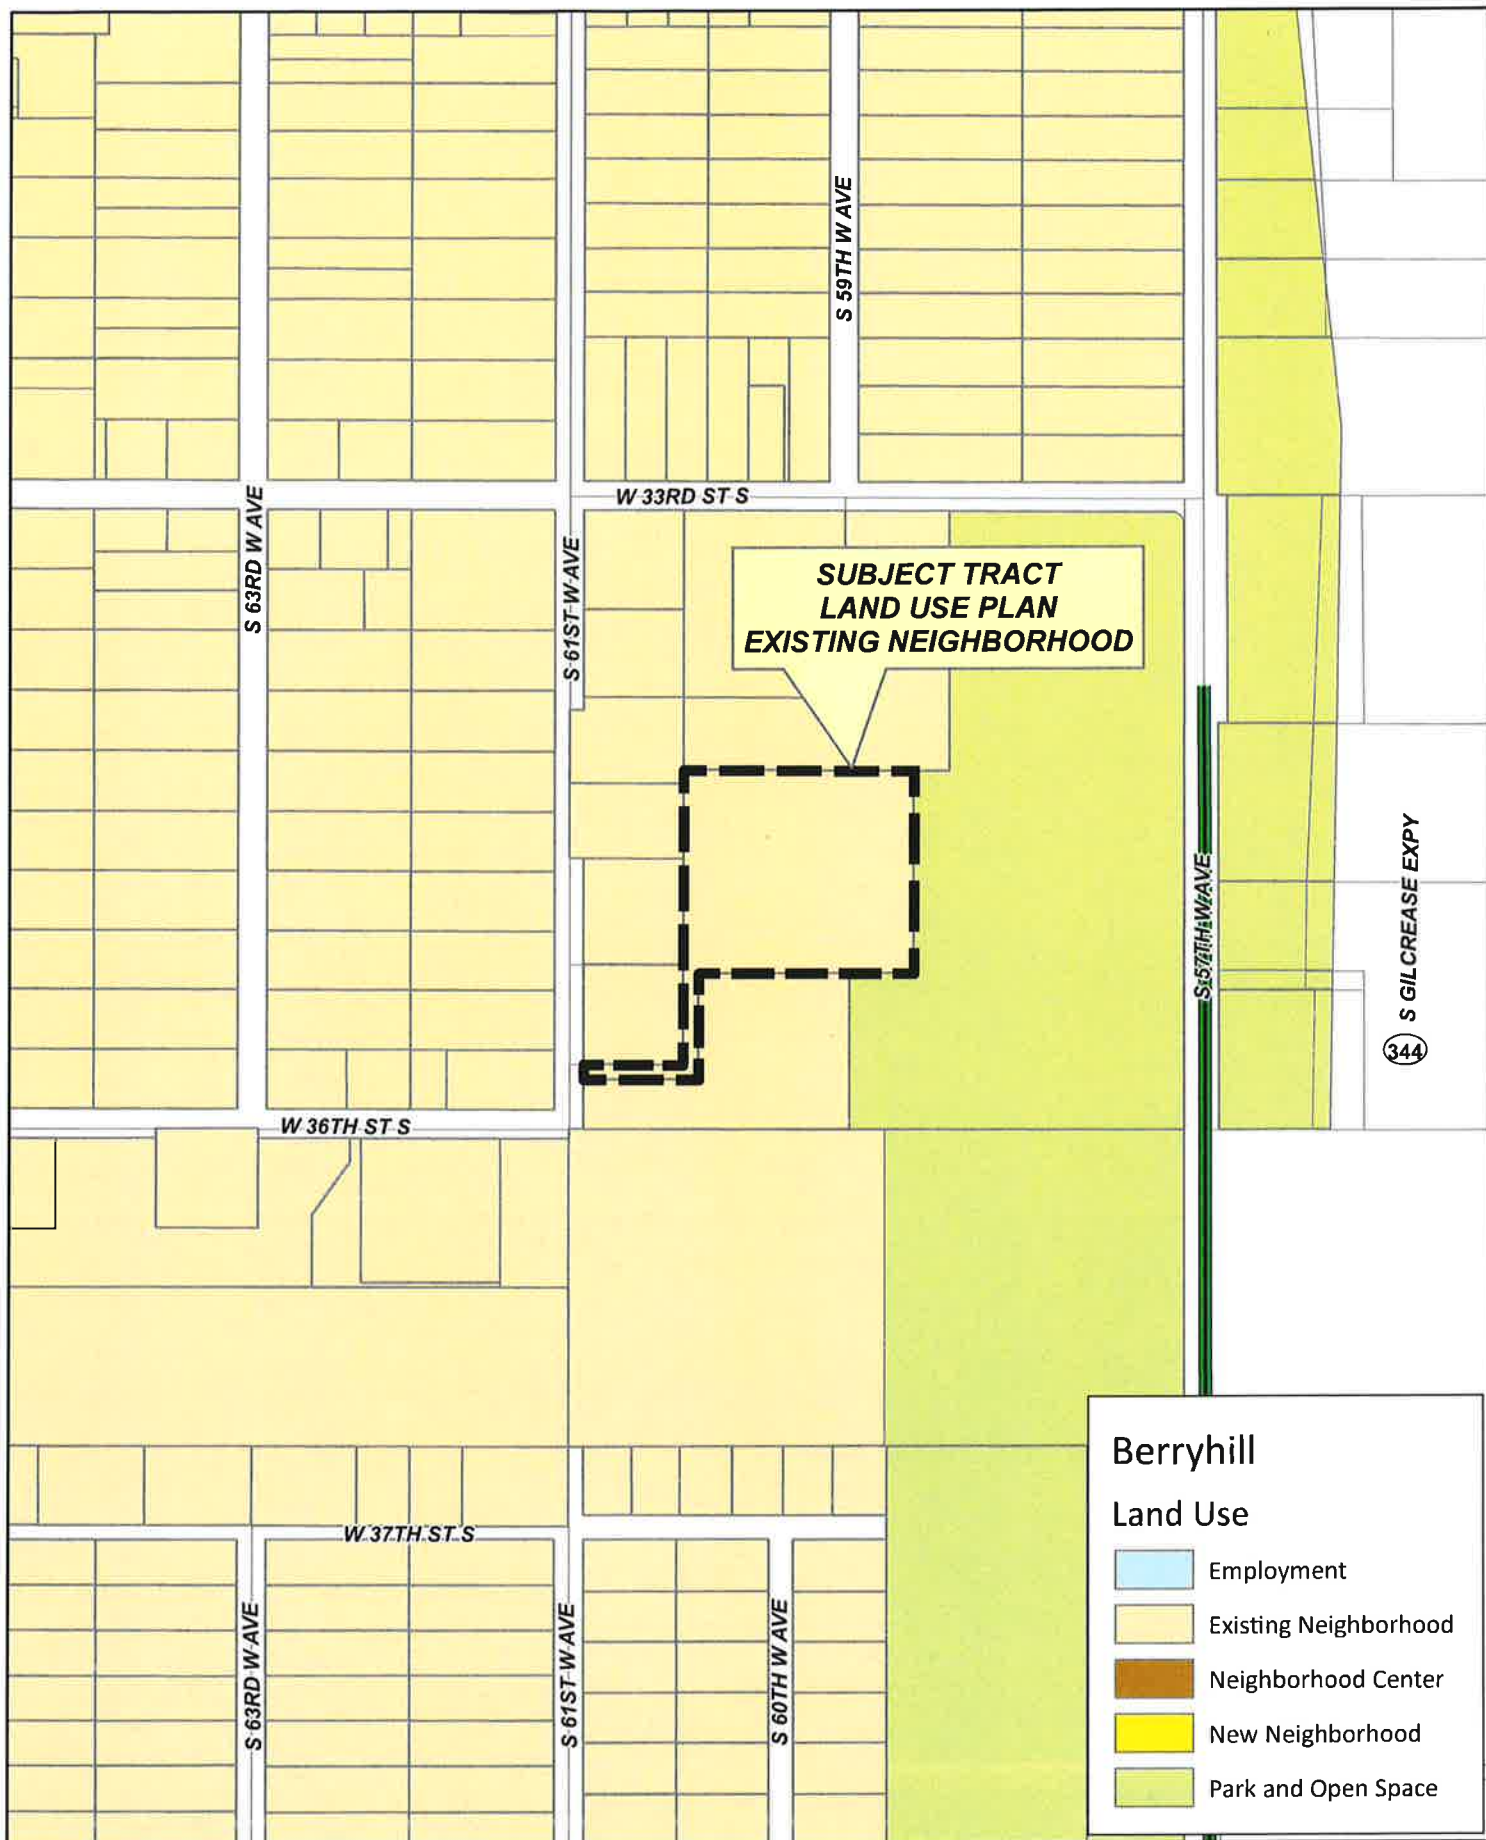 S 59TH W AVE
W 33RD ST S
S 63RD W AVE
S 61ST W AVE
SUBJECT TRACT
LAND USE PLAN
EXISTING NEIGHBORHOOD
S 57TH W AVE
S GILCREASE EXPY
344
W 36TH ST S
W 37TH ST S
S 63RD W AVE
S 61ST W AVE
S 60TH W AVE
Berryhill
Land Use
Employment
Existing Neighborhood
Neighborhood Center
New Neighborhood
Park and Open Space